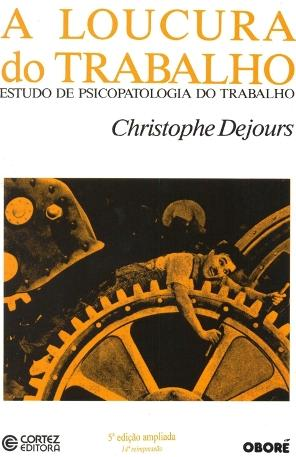 A LOUCURA
do TRABALHO
ESTUDO DE PSICOPATOLOGIA DO TRABALHO
Christophe Dejours
5ª edição ampliada
14ª reimpressão
CORTEZ
EDITORA
OBORÉ